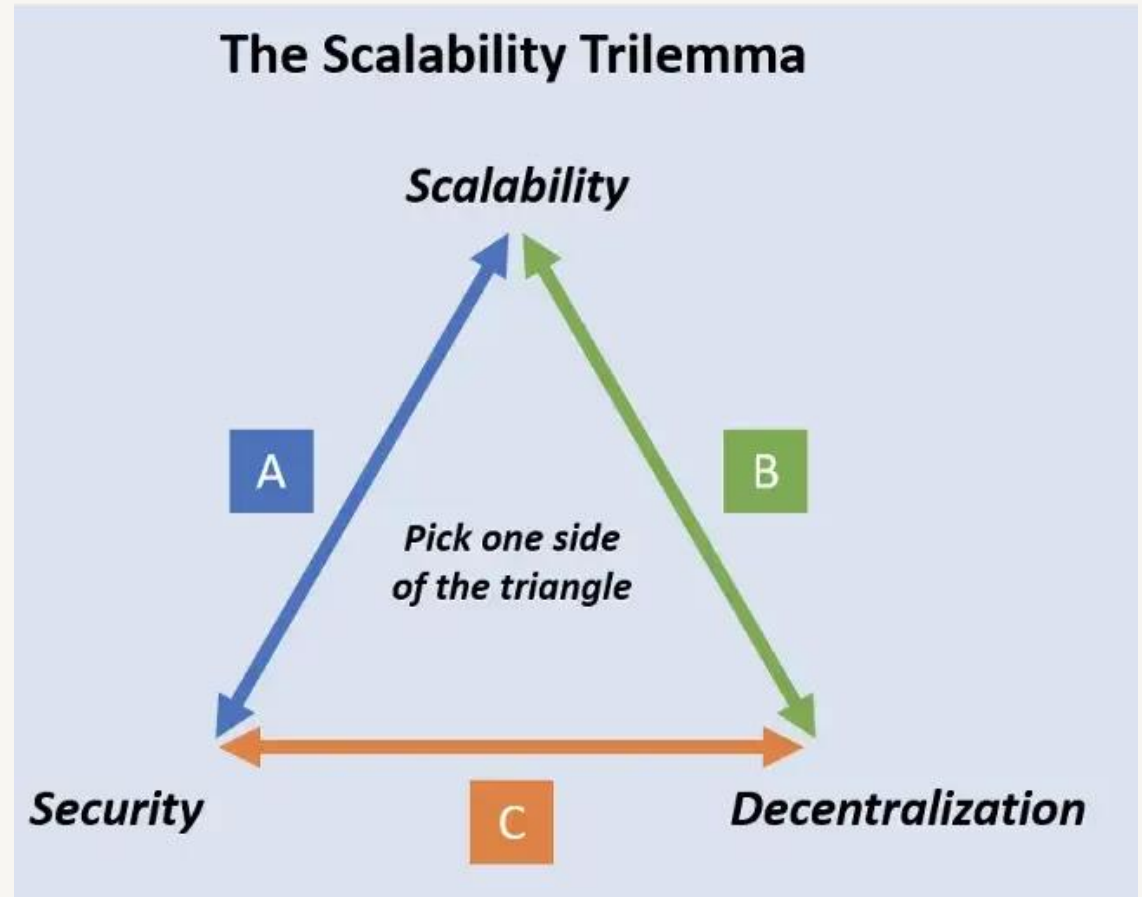 The Scalability Trilemma
Scalability
A
B
Pick one side
of the triangle
Security
Decentralization
C